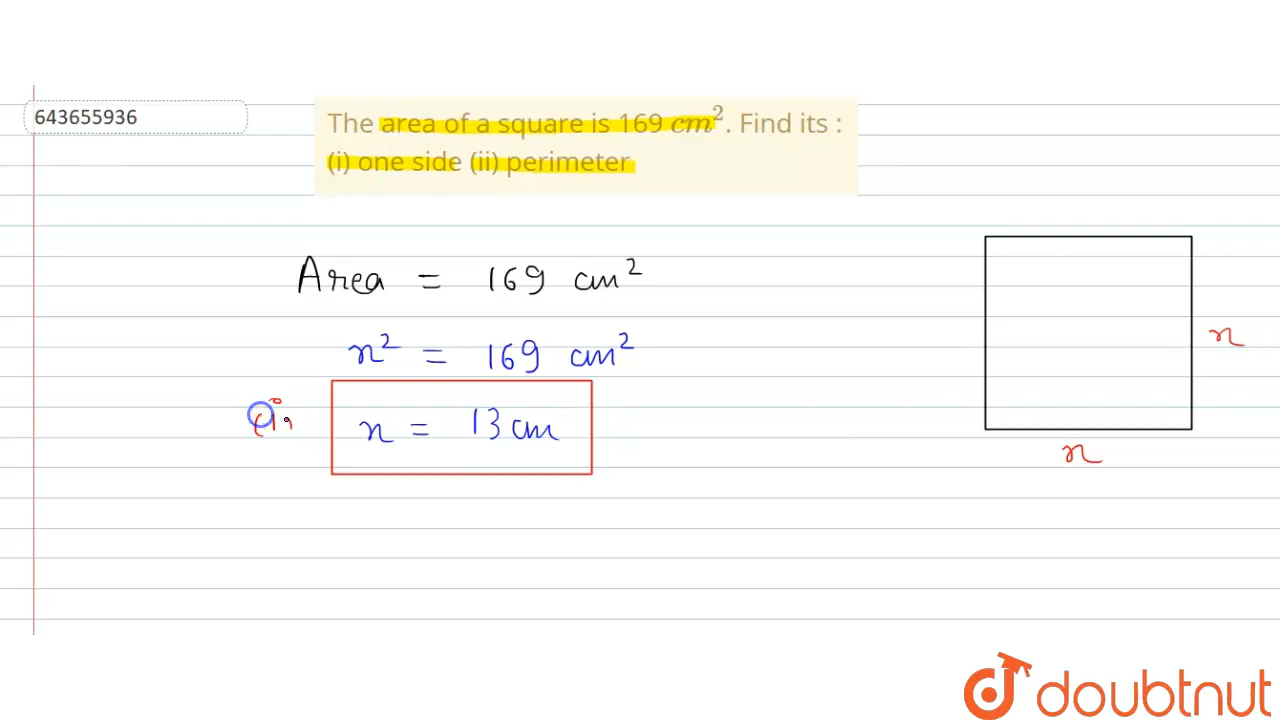 643655936
The area of a square is 169 cm². Find its :
(i) one side (ii) perimeter
Area = 169 cm²
x² = 169 cm²
(i)
x = 13 cm
x
x
doubtnut